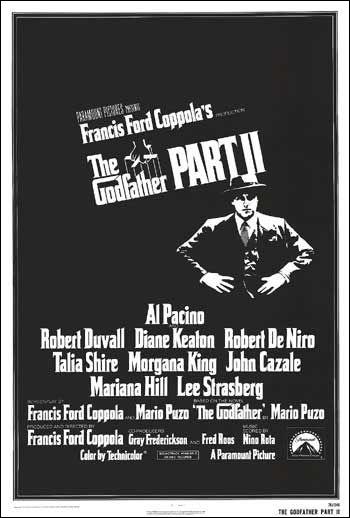 PARAMOUNT PICTURES PRESENTS
Francis Ford Coppola's
PRODUCTION OF
The Godfather PART II
Al Pacino
Robert Duvall Diane Keaton Robert De Niro
Talia Shire Morgana King John Cazale
Mariana Hill Lee Strasberg
SCREENPLAY BY BASED ON THE NOVEL
Francis Ford Coppola AND Mario Puzo 'The Godfather' BY Mario Puzo
PRODUCED AND DIRECTED BY CO-PRODUCERS MUSIC SCORED BY
Francis Ford Coppola Gray Frederickson AND Fred Roos Nino Rota
Color by Technicolor® A Paramount Picture
Paramount
THE GODFATHER PART II